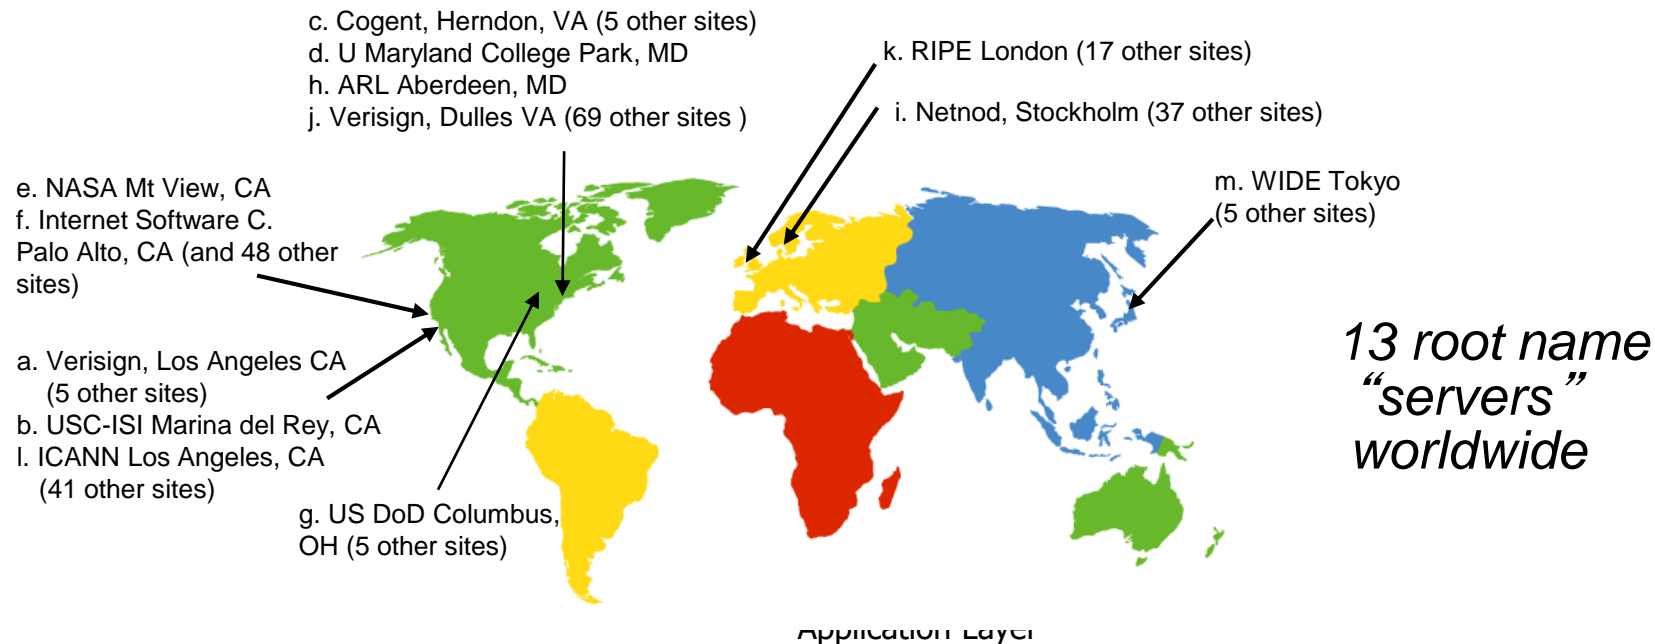 c. Cogent, Herndon, VA (5 other sites)
d. U Maryland College Park, MD
h. ARL Aberdeen, MD
j. Verisign, Dulles VA (69 other sites )
k. RIPE London (17 other sites)
i. Netnod, Stockholm (37 other sites)
m. WIDE Tokyo
(5 other sites)
e. NASA Mt View, CA
f. Internet Software C.
Palo Alto, CA (and 48 other
sites)
a. Verisign, Los Angeles CA
(5 other sites)
b. USC-ISI Marina del Rey, CA
l. ICANN Los Angeles, CA
(41 other sites)
g. US DoD Columbus,
OH (5 other sites)
13 root name
“servers”
worldwide
Application Layer